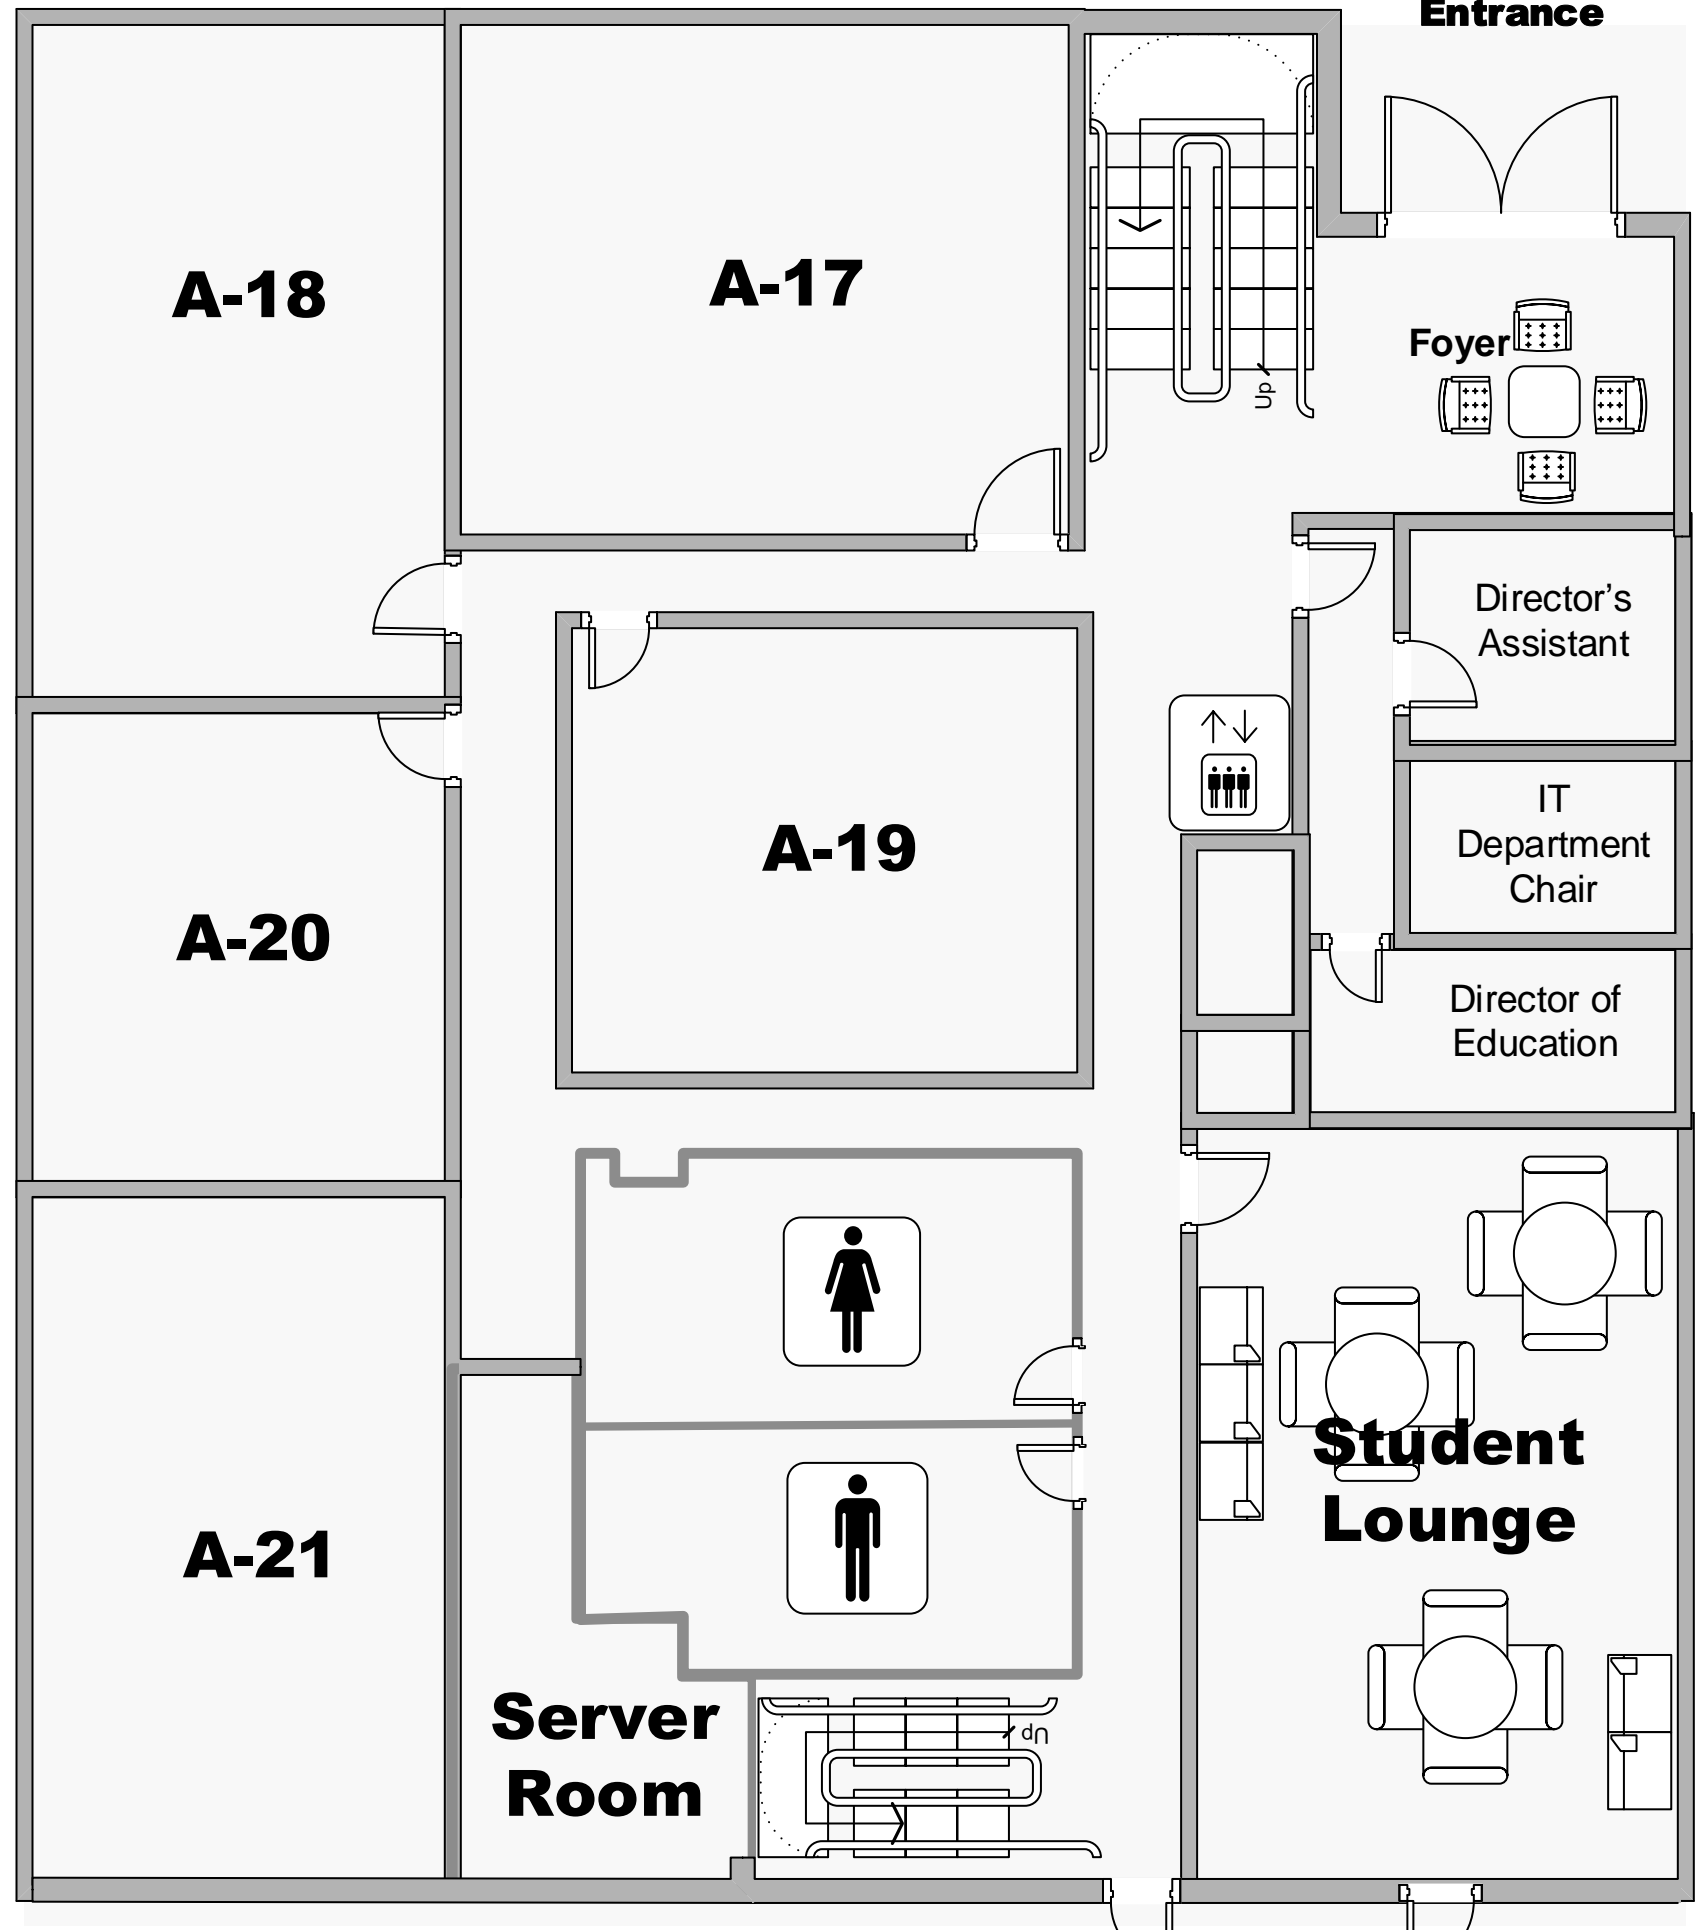 Entrance
A-18
A-17
Foyer
Up
Director’s
Assistant
IT
Department
Chair
A-19
A-20
Director of
Education
Student
Lounge
A-21
Server
Room
Up